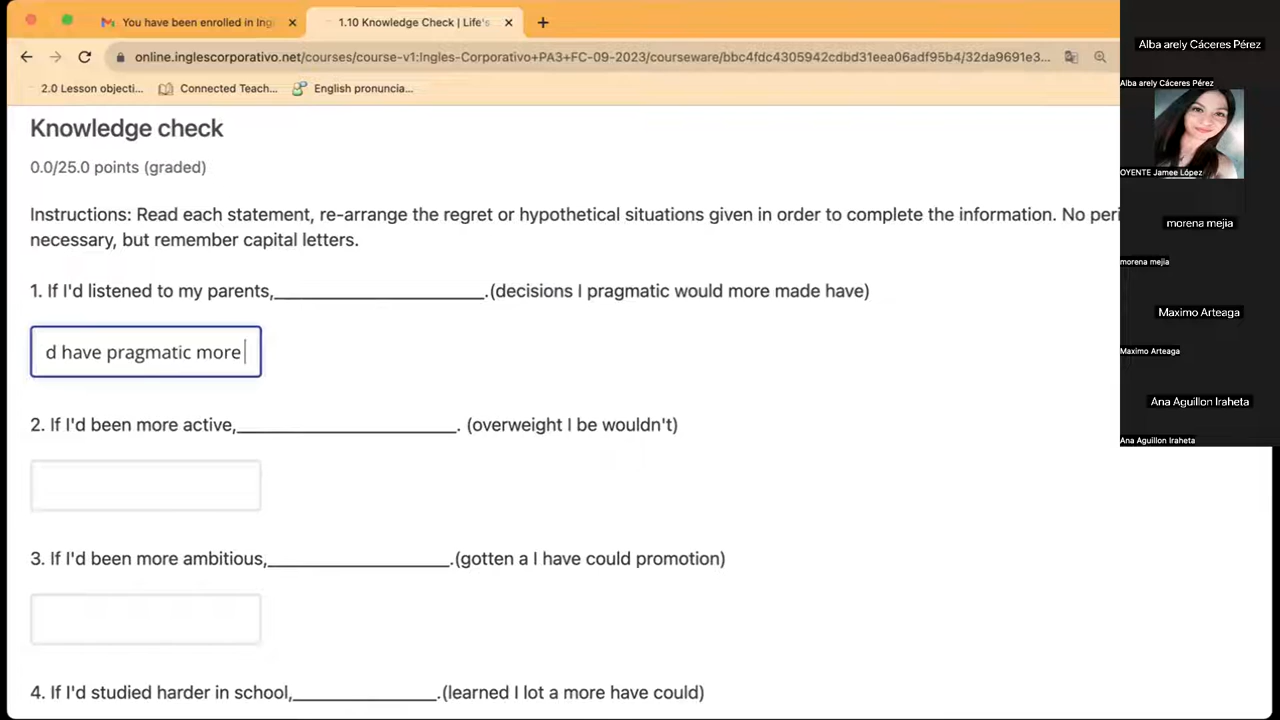 You have been enrolled in Ingl
1.10 Knowledge Check | Life's
online.inglescorporativo.net/courses/course-v1:Ingles-Corporativo+PA3+FC-09-2023/courseware/bbc4fdc4305942cdbd31eea06adf95b4/32da9691e3...
2.0 Lesson objecti...
Connected Teach...
English pronuncia...
Knowledge check
0.0/25.0 points (graded)
Instructions: Read each statement, re-arrange the regret or hypothetical situations given in order to complete the information. No peri
necessary, but remember capital letters.
1. If I'd listened to my parents,____________________.(decisions I pragmatic would more made have)
d have pragmatic more
2. If I'd been more active,_____________________. (overweight I be wouldn't)
3. If I'd been more ambitious,_________________.(gotten a I have could promotion)
4. If I'd studied harder in school,_____________.(learned I lot a more have could)
Alba arely Cáceres Pérez
Alba arely Cáceres Pérez
OYENTE Jamee López
morena mejia
morena mejia
Maximo Arteaga
Maximo Arteaga
Ana Aguillon Iraheta
Ana Aguillon Iraheta